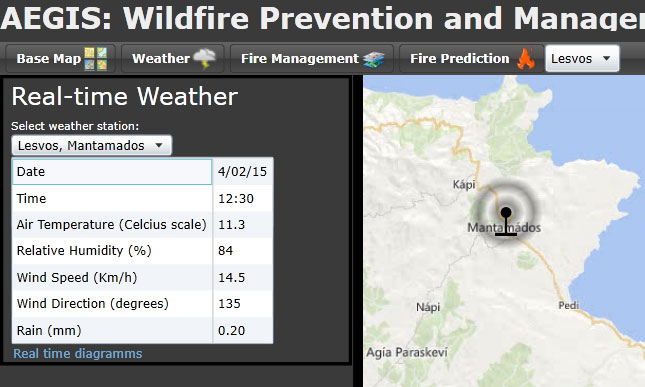 AEGIS: Wildfire Prevention and Manage
Base Map Weather Fire Management Fire Prediction Lesvos
Real-time Weather
Select weather station:
Lesvos, Mantamados
Date 4/02/15
Time 12:30
Air Temperature (Celcius scale) 11.3
Relative Humidity (%) 84
Wind Speed (Km/h) 14.5
Wind Direction (degrees) 135
Rain (mm) 0.20
Real time diagramms
Kápi
Mantamádos
Nápi
Pedi
Agía Paraskeví